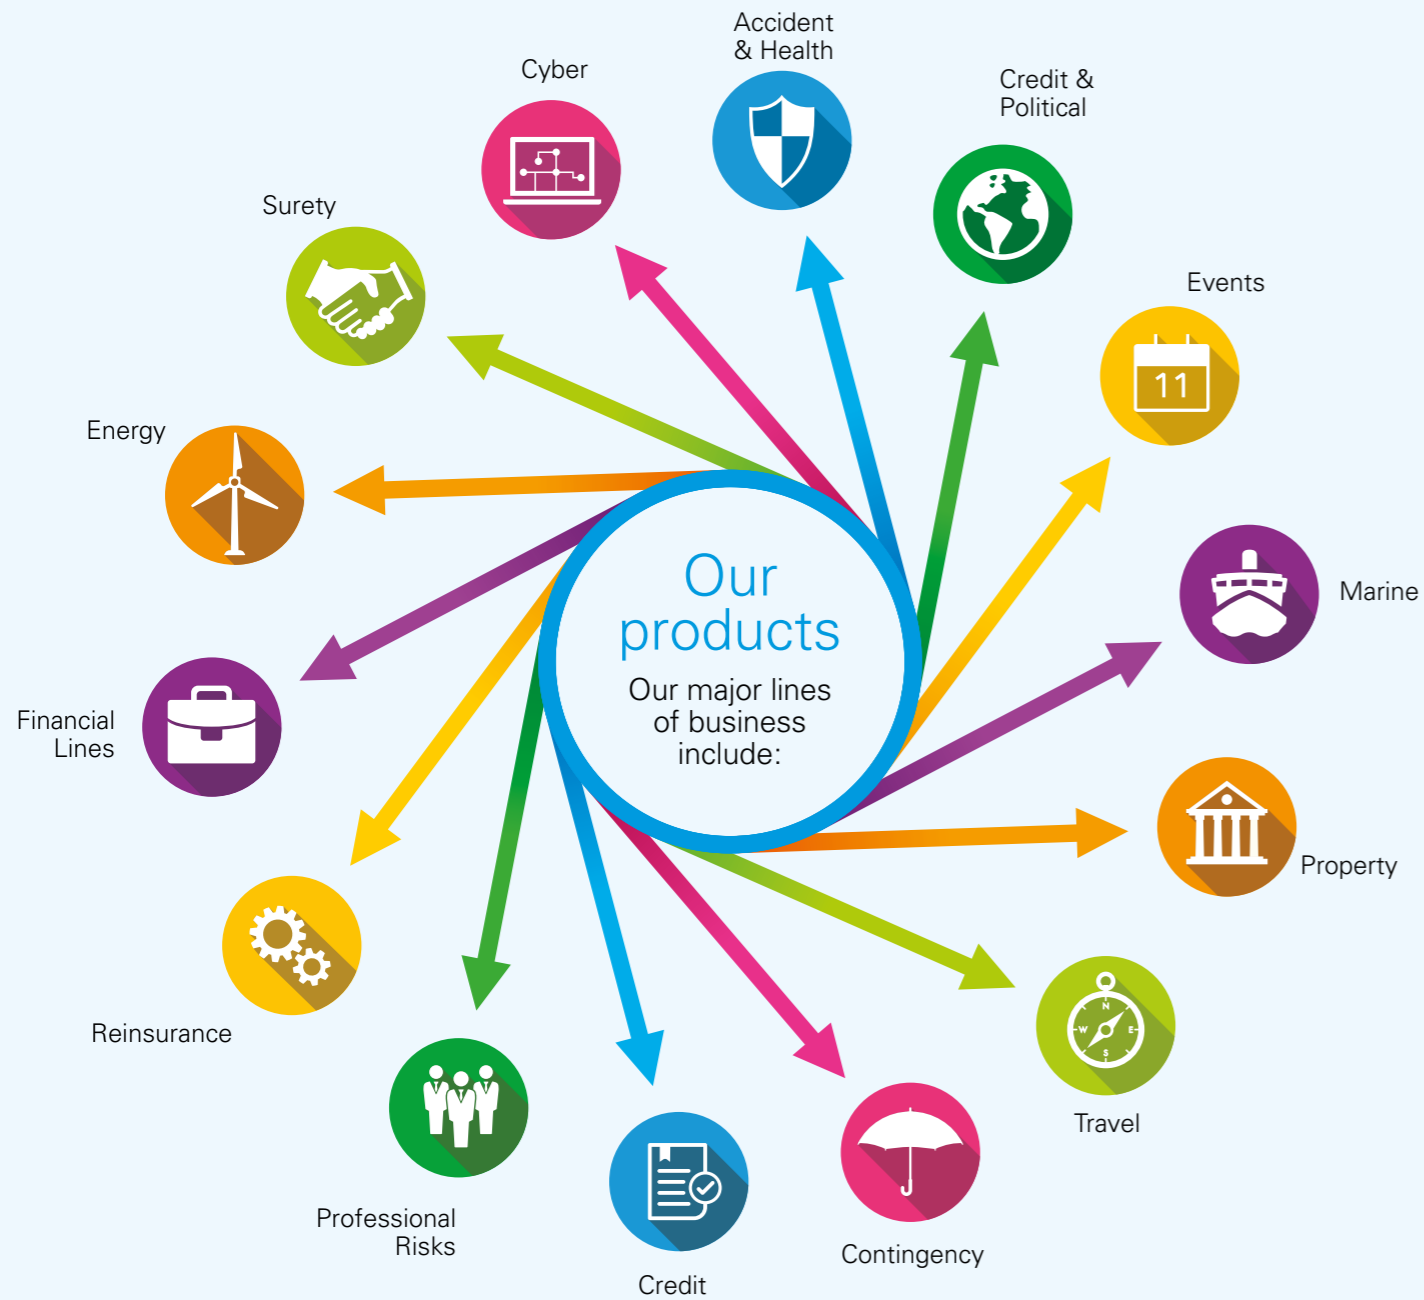 Accident
& Health
Cyber
Credit &
Political
Surety
Events
11
Energy
Our
products
Our major lines
of business
include:
Marine
Financial
Lines
Property
Reinsurance
N
W
E
S
Travel
Professional
Risks
Contingency
Credit